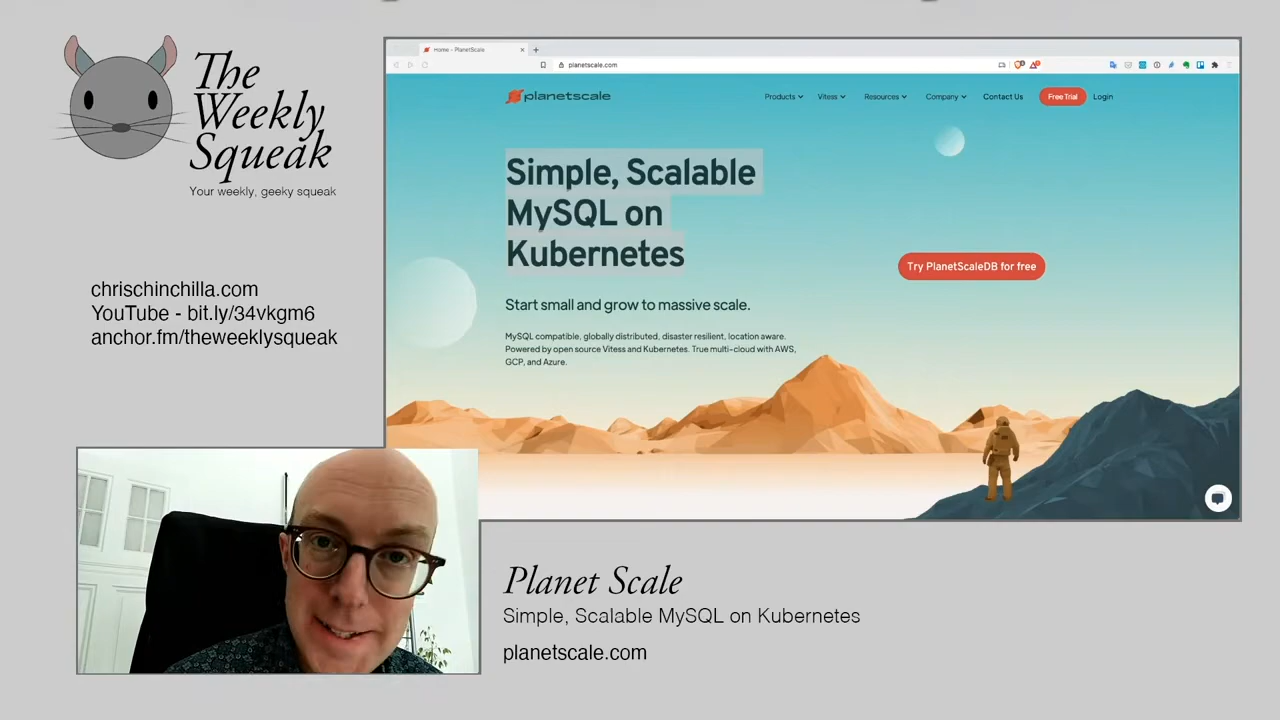 The
Weekly
Squeak
Your weekly, geeky squeak
chrischinchilla.com
YouTube - bit.ly/34vkgm6
anchor.fm/theweeklysqueak
Home - PlanetScale
planetscale.com
planetscale
Products
Vitess
Resources
Company
Contact Us
Free Trial
Login
Simple, Scalable
MySQL on
Kubernetes
Try PlanetScaleDB for free
Start small and grow to massive scale.
MySQL compatible, globally distributed, disaster resilient, location aware.
Powered by open source Vitess and Kubernetes. True multi-cloud with AWS,
GCP, and Azure.
Planet Scale
Simple, Scalable MySQL on Kubernetes
planetscale.com